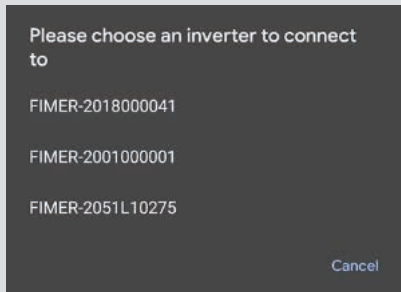 Please choose an inverter to connect
to
FIMER-2018000041
FIMER-2001000001
FIMER-2051L10275
Cancel